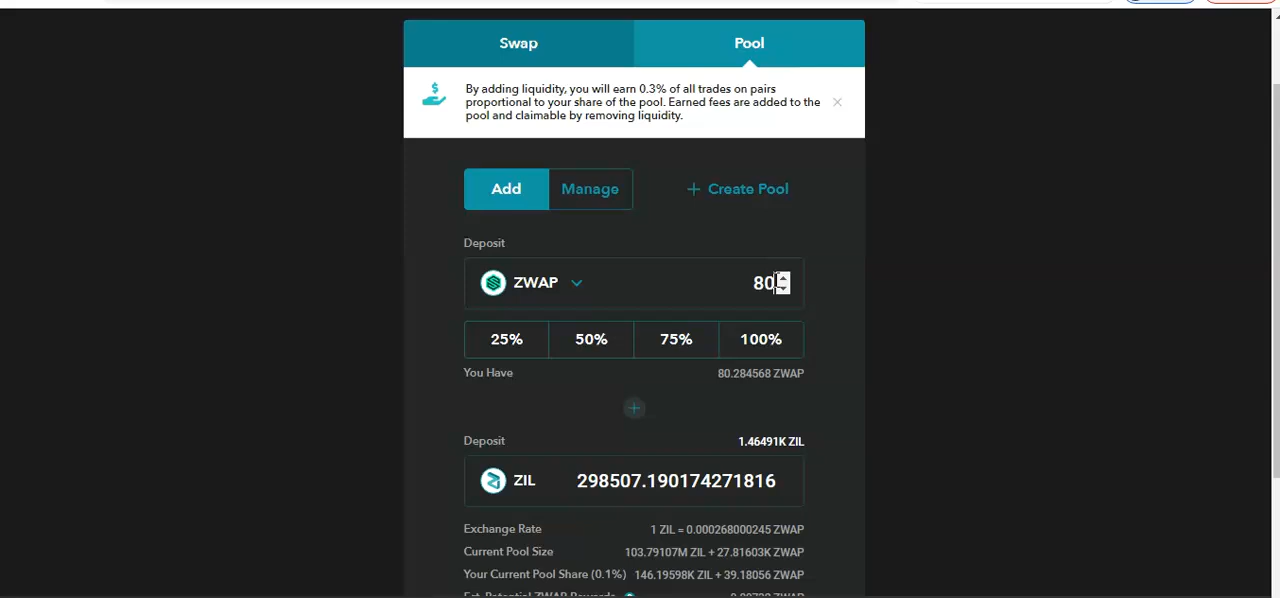 Swap
Pool
By adding liquidity, you will earn 0.3% of all trades on pairs
proportional to your share of the pool. Earned fees are added to the
pool and claimable by removing liquidity.
Add
Manage
+ Create Pool
Deposit
ZWAP
80
25%
50%
75%
100%
You Have
80.284568 ZWAP
Deposit
1.46491K ZIL
ZIL
298507.190174271816
Exchange Rate
1 ZIL = 0.000268000245 ZWAP
Current Pool Size
103.79107M ZIL + 27.81603K ZWAP
Your Current Pool Share (0.1%)
146.19598K ZIL + 39.18056 ZWAP
Est. Potential ZWAP Rewards